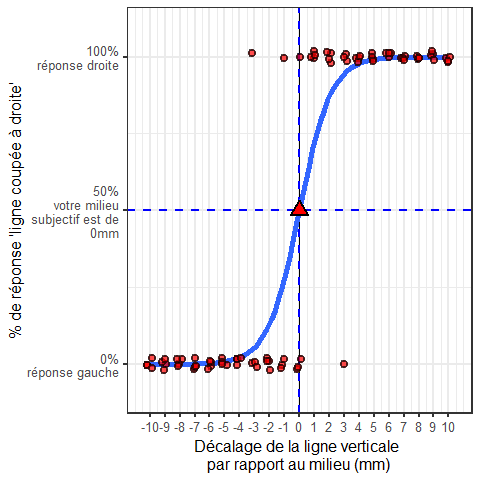 % de réponse 'ligne coupée à droite'
100%
réponse droite
50%
votre milieu
subjectif est de
0mm
0%
réponse gauche
-10 -9 -8 -7 -6 -5 -4 -3 -2 -1 0 1 2 3 4 5 6 7 8 9 10
Décalage de la ligne verticale
par rapport au milieu (mm)